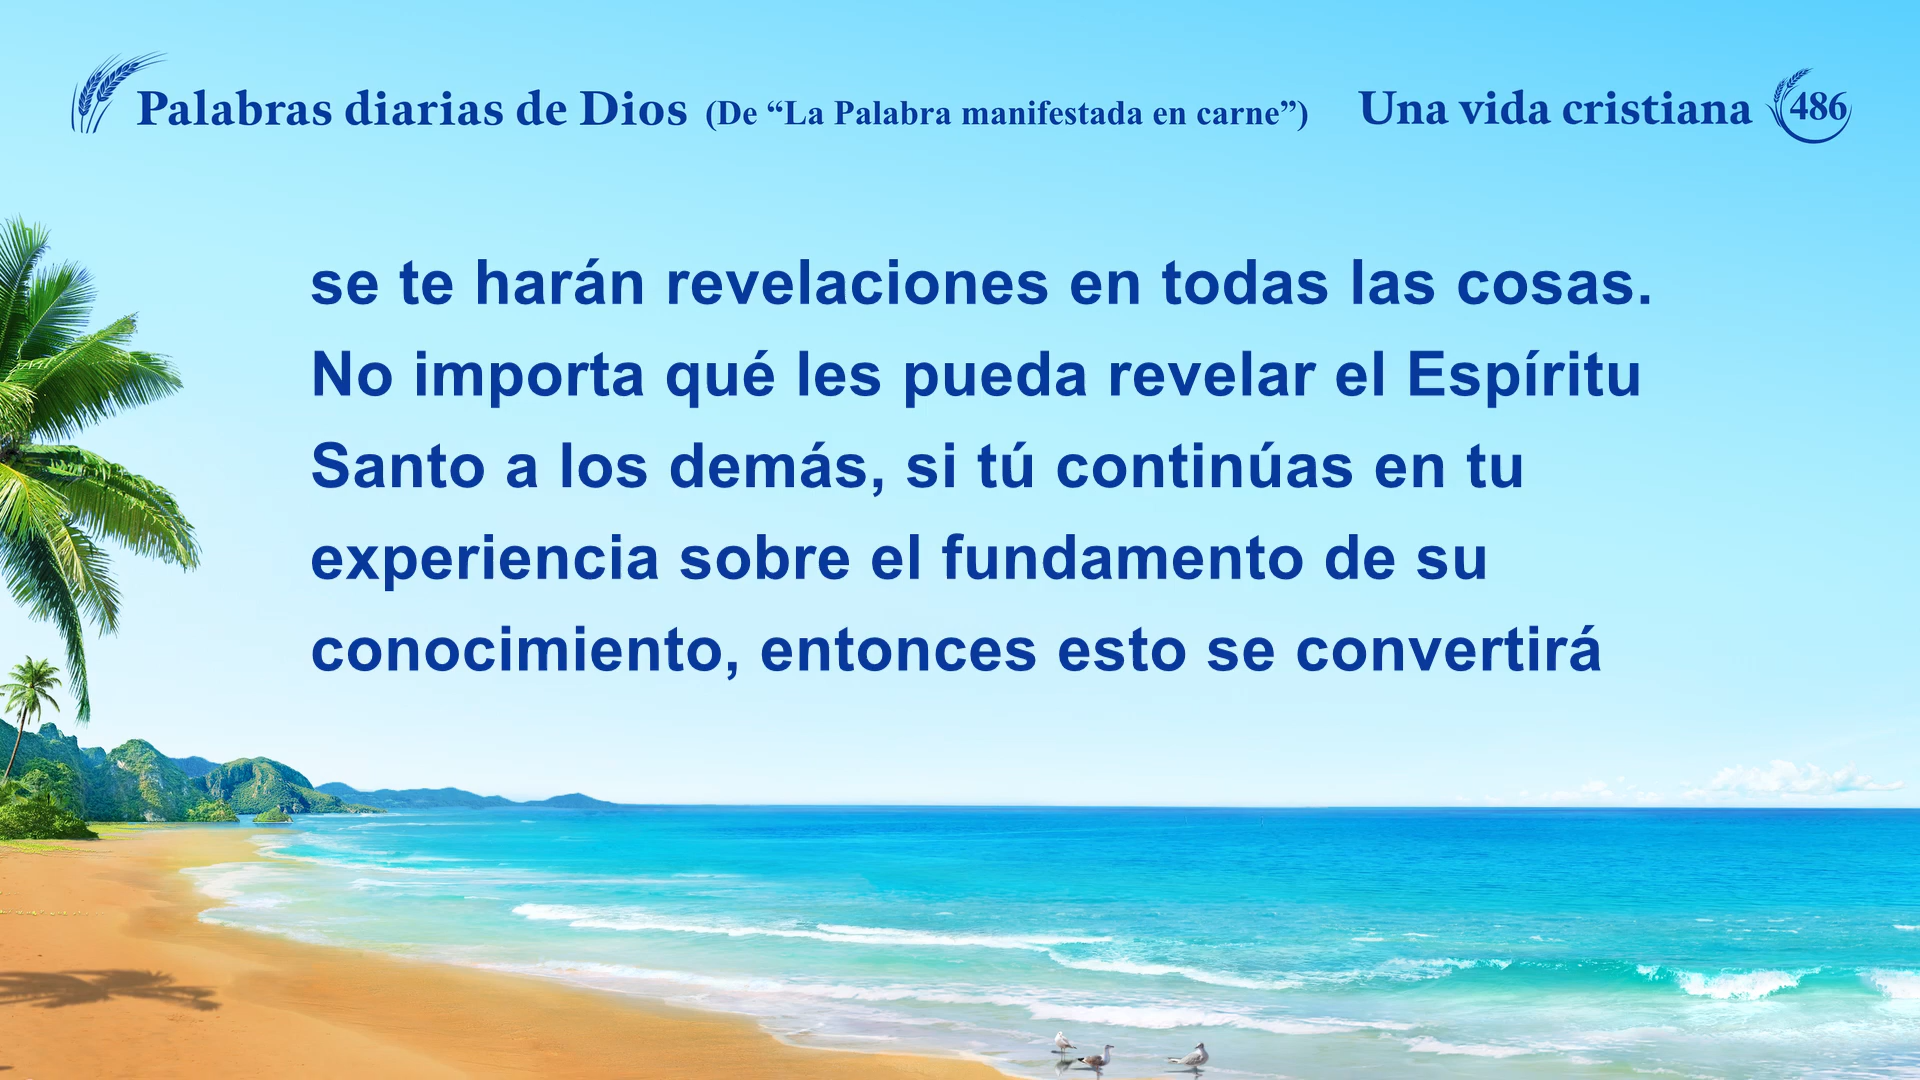 Palabras diarias de Dios (De “La Palabra manifestada en carne”) Una vida cristiana 486
se te harán revelaciones en todas las cosas.
No importa qué les pueda revelar el Espíritu
Santo a los demás, si tú continúas en tu
experiencia sobre el fundamento de su
conocimiento, entonces esto se convertirá